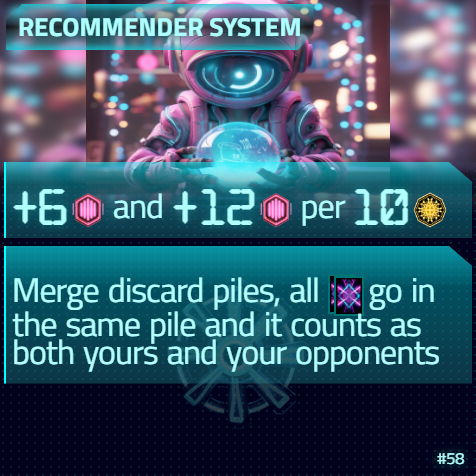 RECOMMENDER SYSTEM
+6 and +12 per 10
Merge discard piles, all go in
the same pile and it counts as
both yours and your opponents
#58